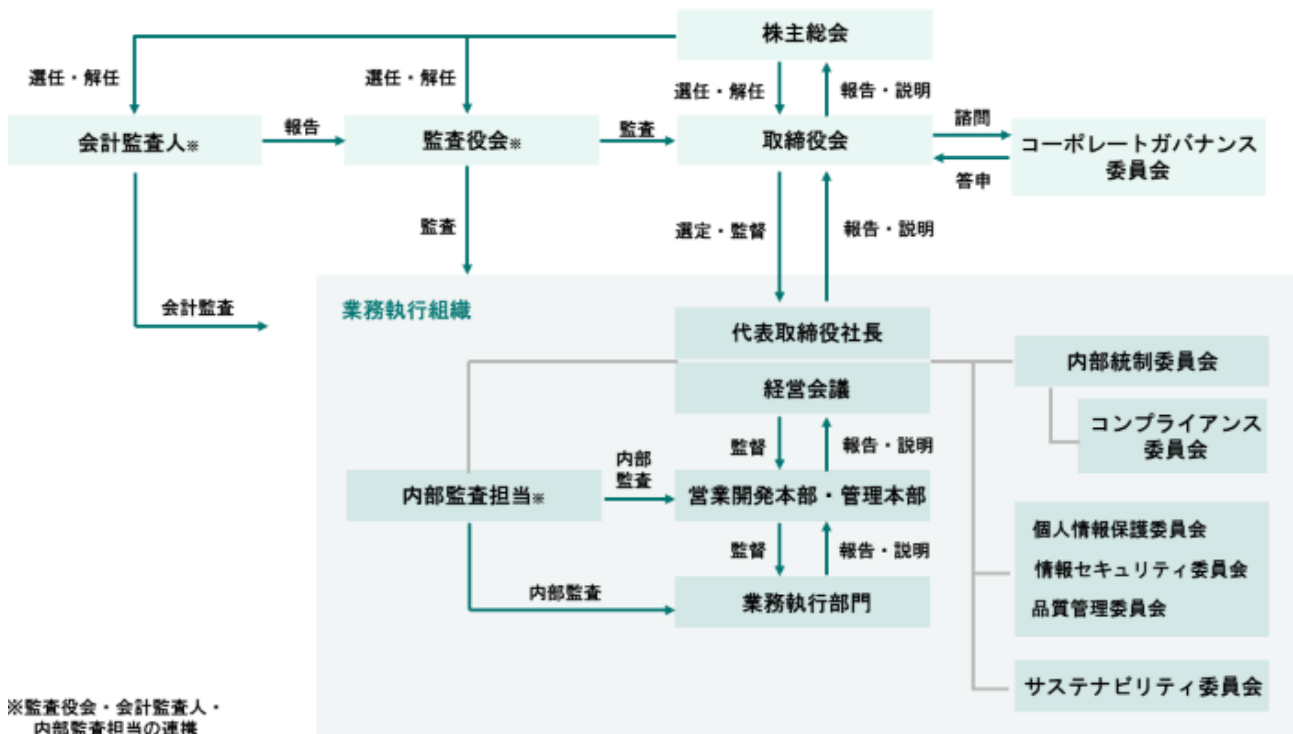 株主総会
選任・解任
選任・解任
選任・解任
報告・説明
会計監査人※
報告
監査役会※
監査
取締役会
諮問
答申
コーポレートガバナンス
委員会
監査
選定・監督
報告・説明
会計監査
業務執行組織
代表取締役社長
経営会議
内部統制委員会
コンプライアンス
委員会
監督
報告・説明
内部監査担当※
内部
監査
営業開発本部・管理本部
監督
報告・説明
内部監査
業務執行部門
個人情報保護委員会
情報セキュリティ委員会
品質管理委員会
サステナビリティ委員会
※監査役会・会計監査人・
内部監査担当の連携